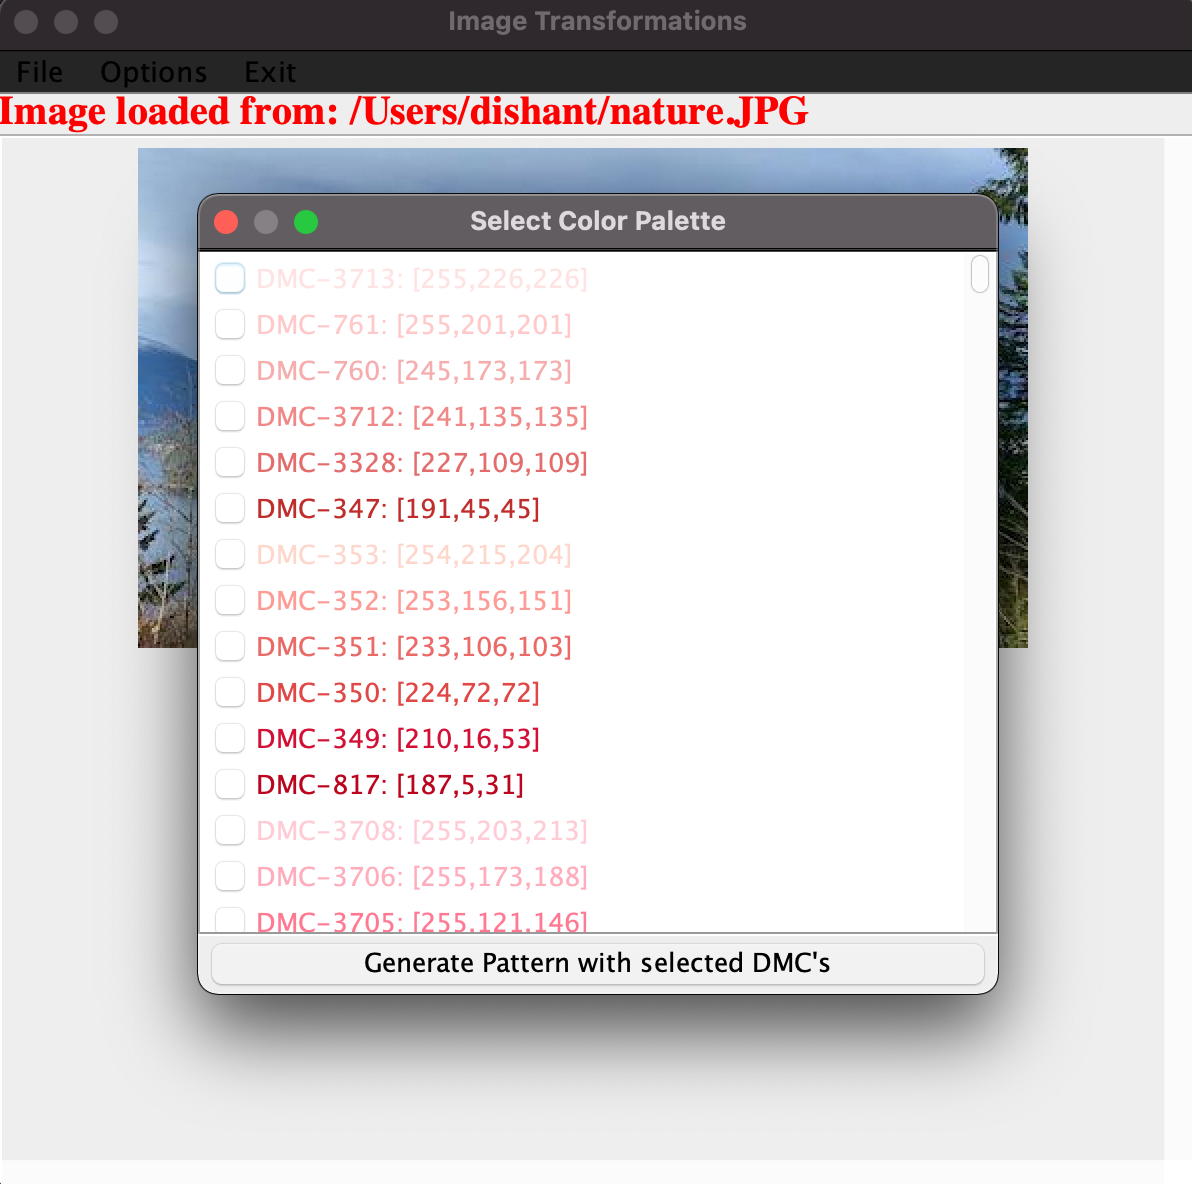 Image Transformations
File Options Exit
Image loaded from: /Users/dishant/nature.JPG
Select Color Palette
DMC-3713: [255,226,226]
DMC-761: [255,201,201]
DMC-760: [245,173,173]
DMC-3712: [241,135,135]
DMC-3328: [227,109,109]
DMC-347: [191,45,45]
DMC-353: [254,215,204]
DMC-352: [253,156,151]
DMC-351: [233,106,103]
DMC-350: [224,72,72]
DMC-349: [210,16,53]
DMC-817: [187,5,31]
DMC-3708: [255,203,213]
DMC-3706: [255,173,188]
DMC-3705: [255,121,146]
Generate Pattern with selected DMC's